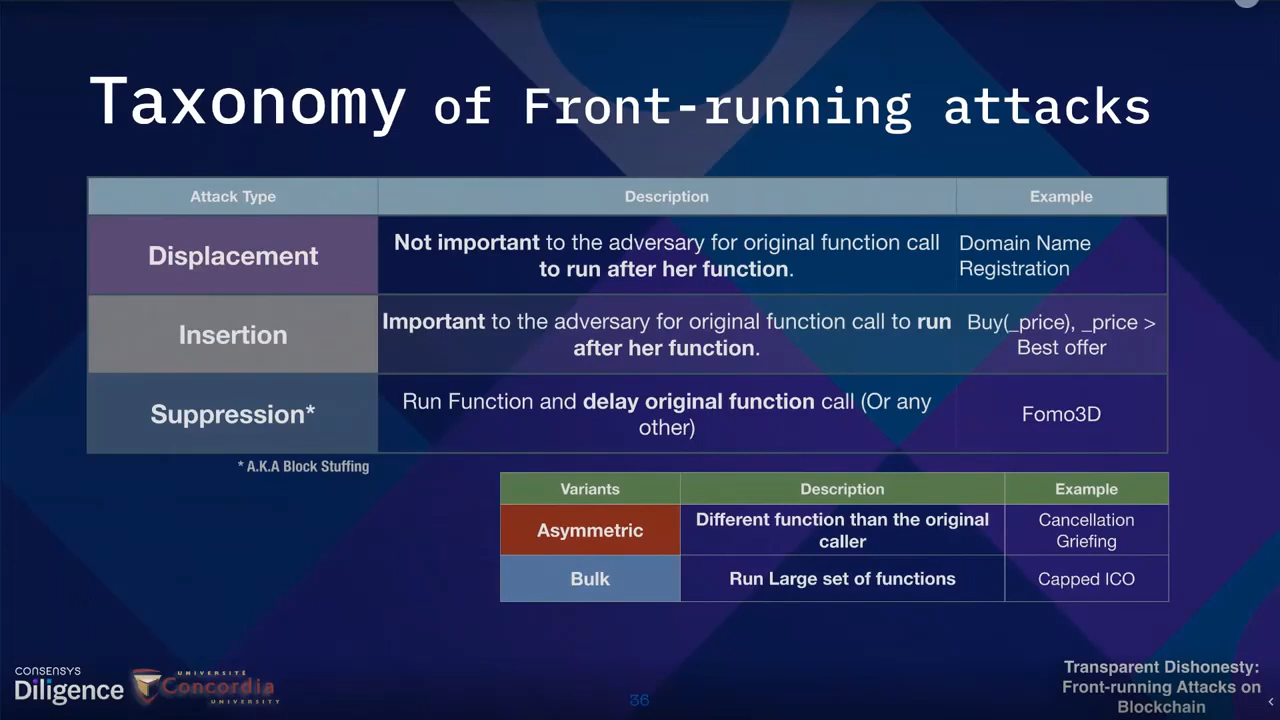 Taxonomy of Front-running attacks
Attack Type
Description
Example
Displacement
Not important to the adversary for original function call
to run after her function.
Domain Name
Registration
Insertion
Important to the adversary for original function call to run
after her function.
Buy(_price), _price >
Best offer
Suppression*
Run Function and delay original function call (Or any
other)
Fomo3D
* A.K.A Block Stuffing
Variants
Description
Example
Asymmetric
Different function than the original
caller
Cancellation
Griefing
Bulk
Run Large set of functions
Capped ICO
CONSENSYS
Diligence
UNIVERSITÉ
Concordia
UNIVERSITY
36
Transparent Dishonesty:
Front-running Attacks on
Blockchain